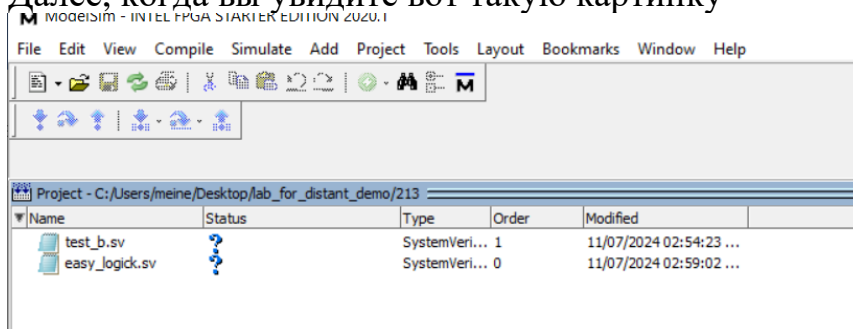 Далее, когда вы увидите вот такую картинку
ModelSim - INTEL FPGA STARTER EDITION 2020.1
File Edit View Compile Simulate Add Project Tools Layout Bookmarks Window Help
Project - C:/Users/meine/Desktop/lab_for_distant_demo/213
Name Status Type Order Modified
test_b.sv SystemVeri... 1 11/07/2024 02:54:23 ...
easy_logick.sv SystemVeri... 0 11/07/2024 02:59:02 ...